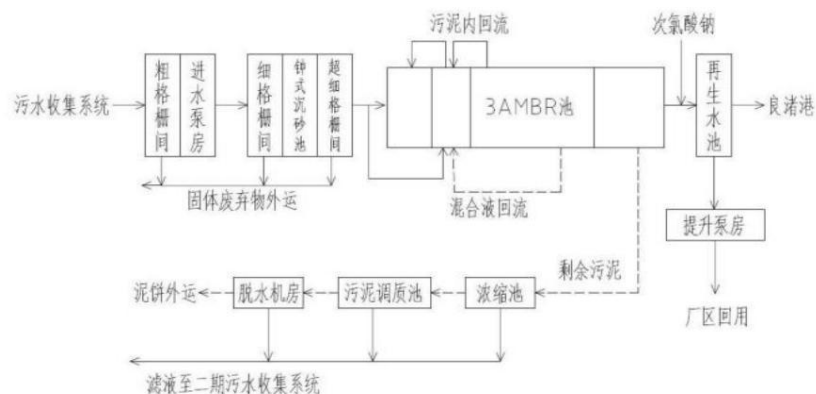 污泥内回流
次氯酸钠
污水收集系统
粗格栅间
进水泵房
细格栅间
钟式沉砂池
超细格栅间
3AMBR池
再生水池
良渚港
固体废弃物外运
混合液回流
提升泵房
剩余污泥
泥饼外运
脱水机房
污泥调质池
浓缩池
厂区回用
滤液至二期污水收集系统